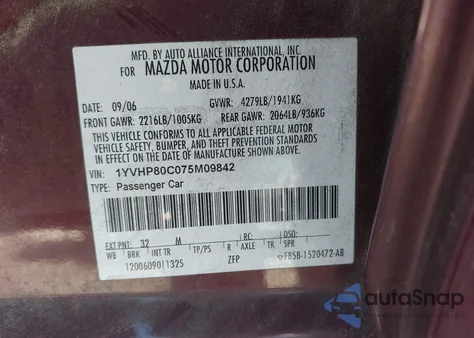 MFD. BY AUTO ALLIANCE INTERNATIONAL, INC.
FOR MAZDA MOTOR CORPORATION
MADE IN U.S.A.
DATE: 09/06 GVWR: 4279LB/1941KG
FRONT GAWR: 2216LB/1005KG REAR GAWR: 2064LB/936KG
THIS VEHICLE CONFORMS TO ALL APPLICABLE FEDERAL MOTOR
VEHICLE SAFETY, BUMPER, AND THEFT PREVENTION
STANDARDS IN EFFECT ON THE DATE OF MANUFACTURE
SHOWN ABOVE.
VIN: 1YVHP80C075M09842
TYPE: Passenger Car
EXT PNT: 32 M RC: DSO:
WB BRK INT TR TP/PS R AXLE TR SPR
1200609011325 ZFP F85B-1520472-AB
autoSnap